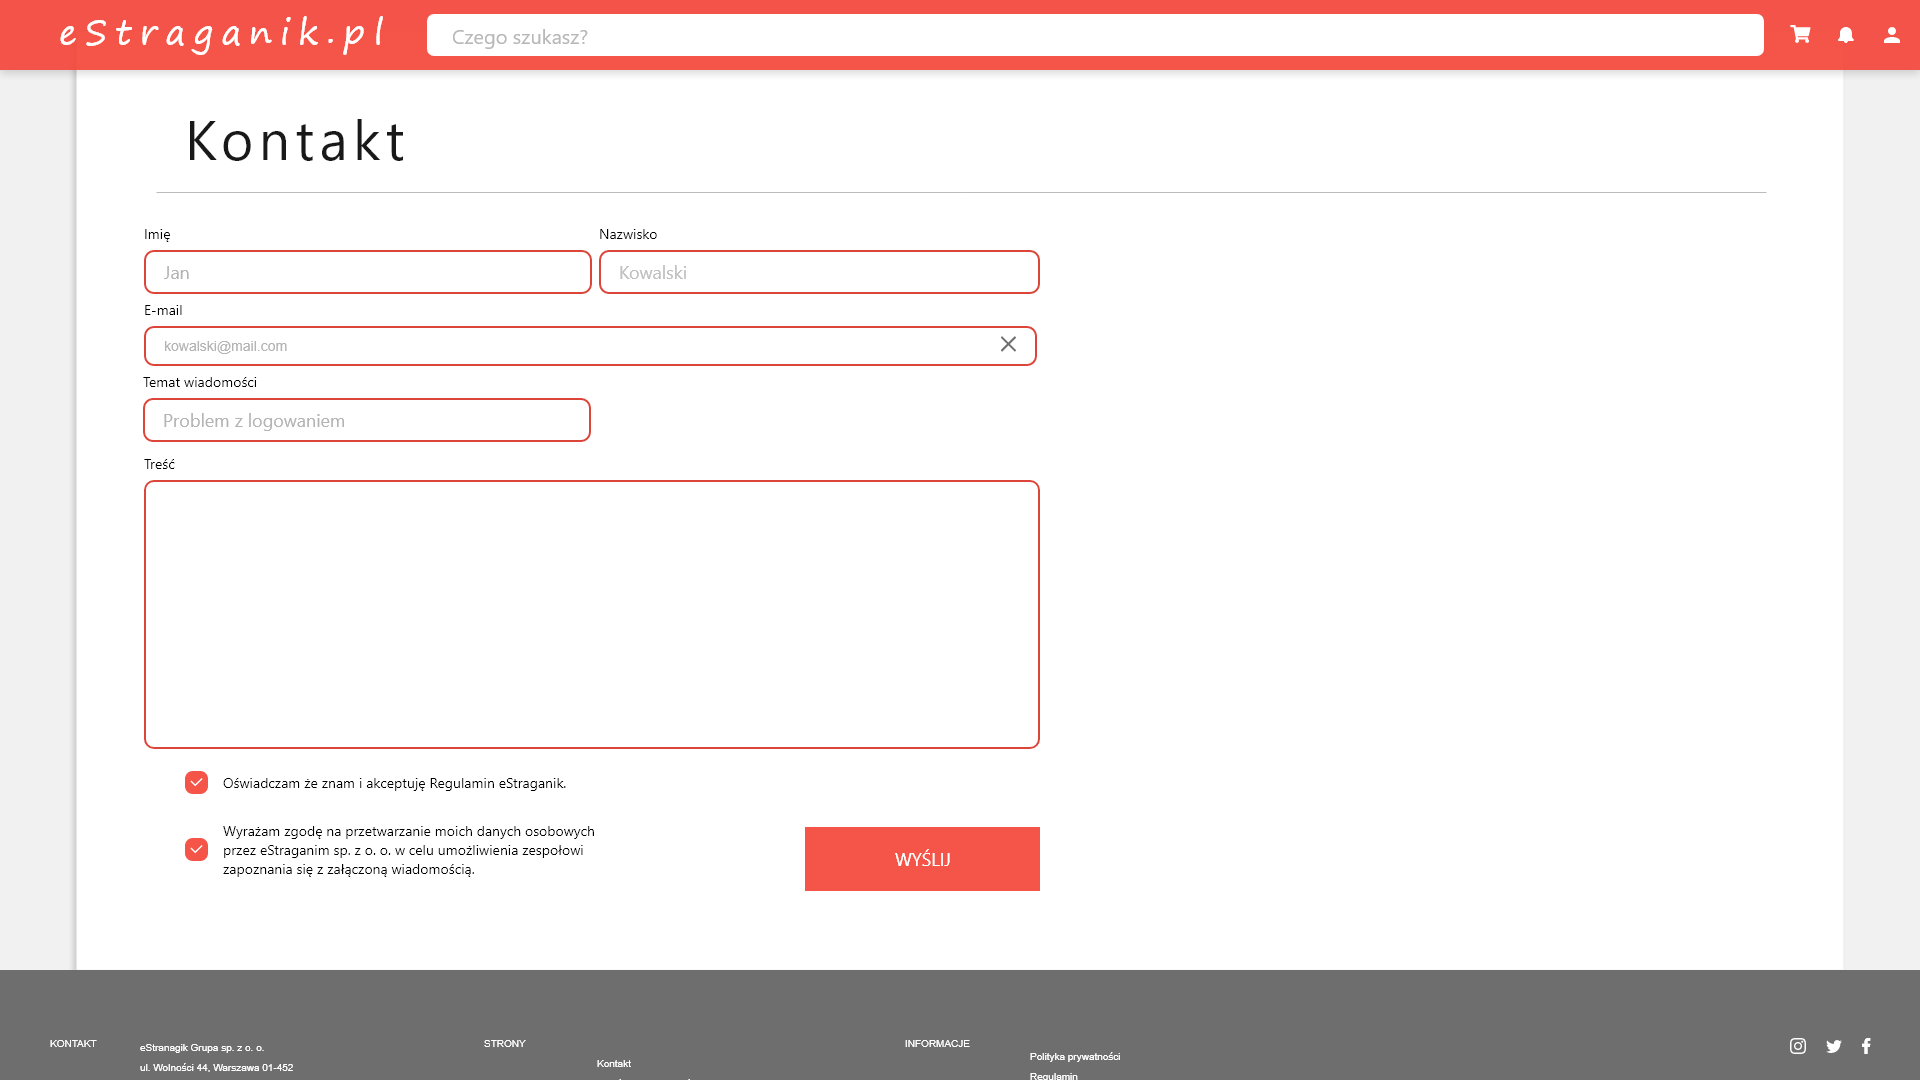 eStraganik.pl
Czego szukasz?
Kontakt
Imię
Nazwisko
Jan
Kowalski
E-mail
kowalski@mail.com
Temat wiadomości
Problem z logowaniem
Treść
Oświadczam że znam i akceptuję Regulamin eStraganik.
Wyrażam zgodę na przetwarzanie moich danych osobowych
przez eStraganim sp. z o. o. w celu umożliwienia zespołowi
zapoznania się z załączoną wiadomością.
WYŚLIJ
KONTAKT
eStranagik Grupa sp. z o. o.
ul. Wolności 44, Warszawa 01-452
STRONY
Kontakt
INFORMACJE
Polityka prywatności
Regulamin